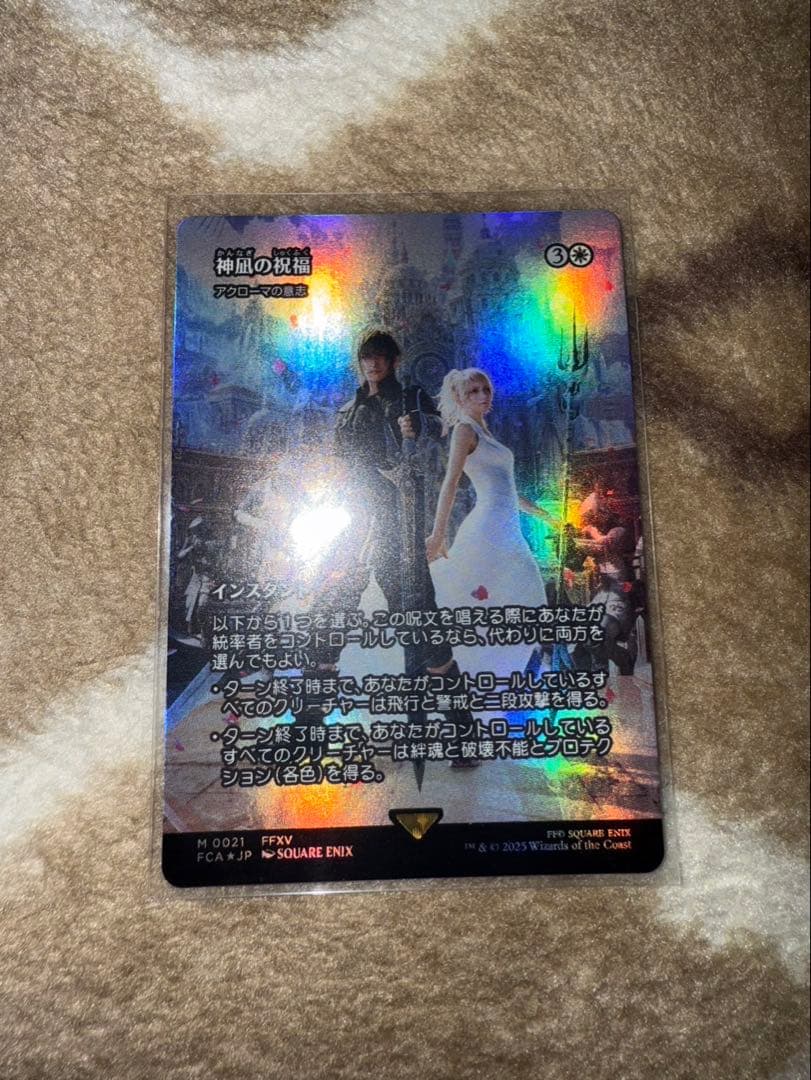 かんなぎ しゅくふく
神凪の祝福
3
アクローマの意志
インスタント
以下から1つを選ぶ。この呪文を唱える際にあなたが
統率者をコントロールしているなら、代わりに両方を
選んでもよい。
・ターン終了時まで、あなたがコントロールしているす
べてのクリーチャーは飛行と警戒と二段攻撃を得る。
・ターン終了時まで、あなたがコントロールしている
すべてのクリーチャーは絆魂と破壊不能とプロテク
ション(各色)を得る。
M 0021 FFXV
FCA★JP SQUARE ENIX
FF© SQUARE ENIX
™ & © 2025 Wizards of the Coast